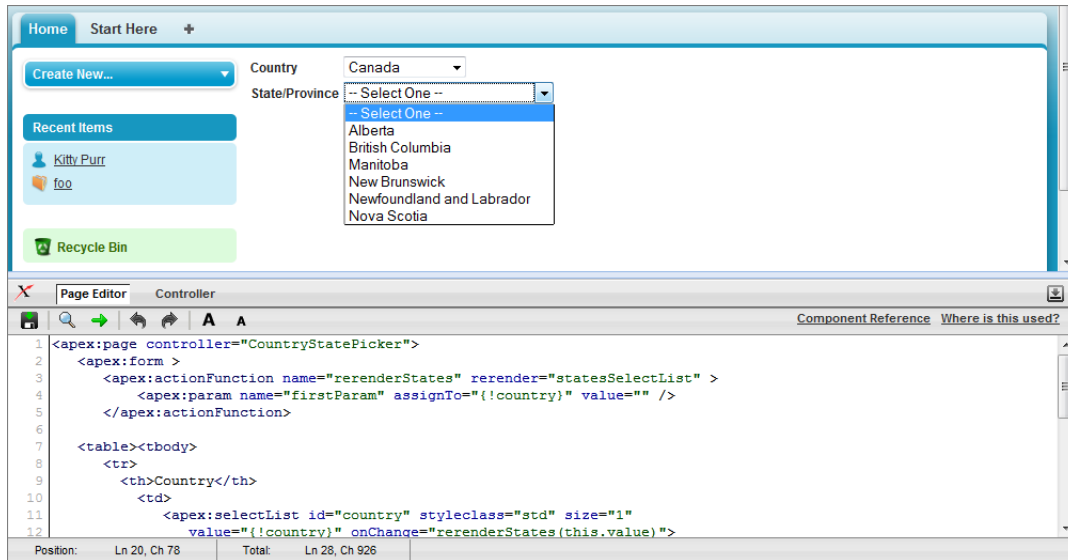 Home Start Here
Create New... Country Canada
State/Province -- Select One --
-- Select One --
Recent Items
Alberta
British Columbia
Kitty Purr
Manitoba
foo
New Brunswick
Newfoundland and Labrador
Nova Scotia
Recycle Bin
Page Editor Controller
A A Component Reference Where is this used?
1 <apex:page controller="CountryStatePicker">
2 <apex:form >
3 <apex:actionFunction name="rerenderStates" rerender="statesSelectList" >
4 <apex:param name="firstParam" assignTo="{!country}" value="" />
5 </apex:actionFunction>
6
7 <table><tbody>
8 <tr>
9 <th>Country</th>
10 <td>
11 <apex:selectList id="country" styleclass="std" size="1"
12 value="{!country}" onChange="rerenderStates(this.value)">
Position: Ln 20, Ch 78 Total: Ln 28, Ch 926